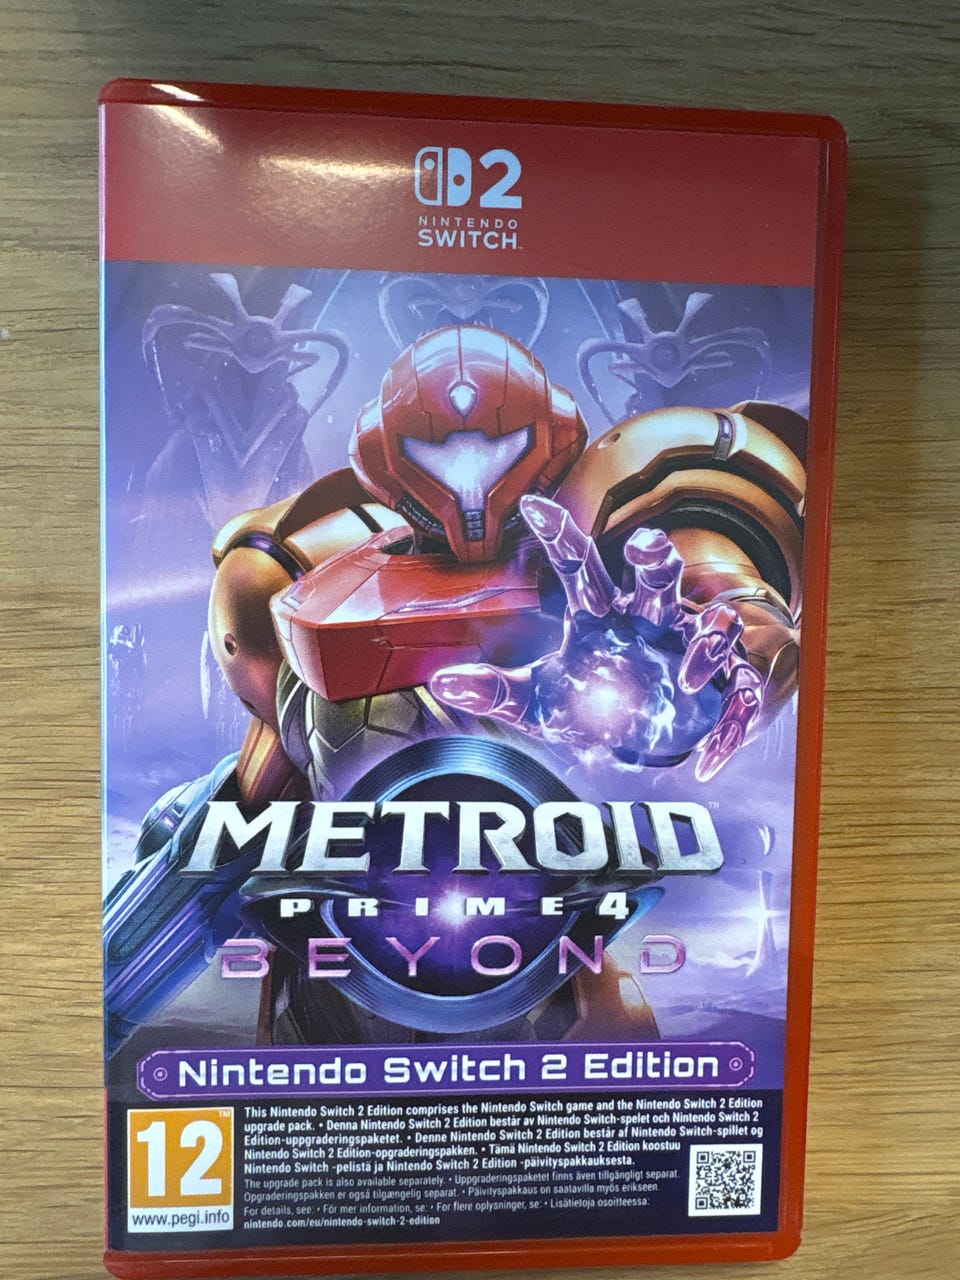 2
NINTENDO
SWITCH™
METROID™
PRIME 4
BEYOND
Nintendo Switch 2 Edition
12™
www.pegi.info
This Nintendo Switch 2 Edition comprises the Nintendo Switch game and the Nintendo Switch 2 Edition
upgrade pack. • Denna Nintendo Switch 2 Edition består av Nintendo Switch-spelet och Nintendo Switch 2
Edition-uppgraderingspaketet. • Denne Nintendo Switch 2 Edition består af Nintendo Switch-spillet og
Nintendo Switch 2 Edition-opgraderingspakken. • Tämä Nintendo Switch 2 Edition koostuu
Nintendo Switch -pelistä ja Nintendo Switch 2 Edition -päivityspakkauksesta.
The upgrade pack is also available separately. • Uppgraderingspaketet finns även tillgängligt separat.
Opgraderingspakken er også tilgængelig separat. • Päivityspakkaus on saatavilla myös erikseen.
For details, see: • För mer information, se: • For flere oplysninger, se: • Lisätietoja osoitteessa:
nintendo.com/eu/nintendo-switch-2-edition